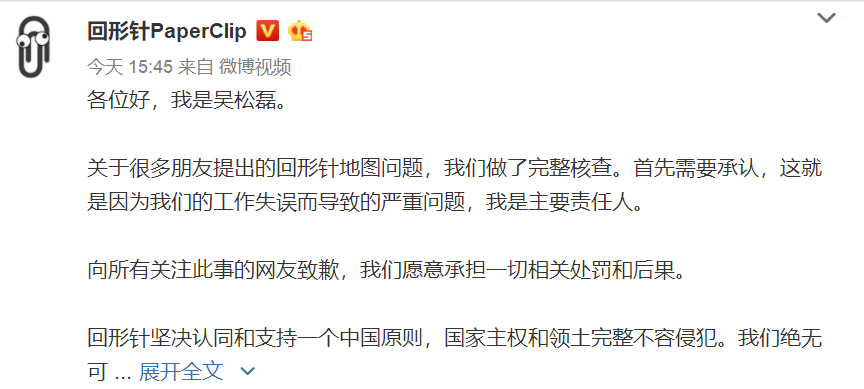 回形针PaperClip
今天 15:45 来自 微博视频
各位好，我是吴松磊。
关于很多朋友提出的回形针地图问题，我们做了完整核查。首先需要承认，这就
是因为我们的工作失误而导致的严重问题，我是主要责任人。
向所有关注此事的网友致歉，我们愿意承担一切相关处罚和后果。
回形针坚决认同和支持一个中国原则，国家主权和领土完整不容侵犯。我们绝无
可 ... 展开全文